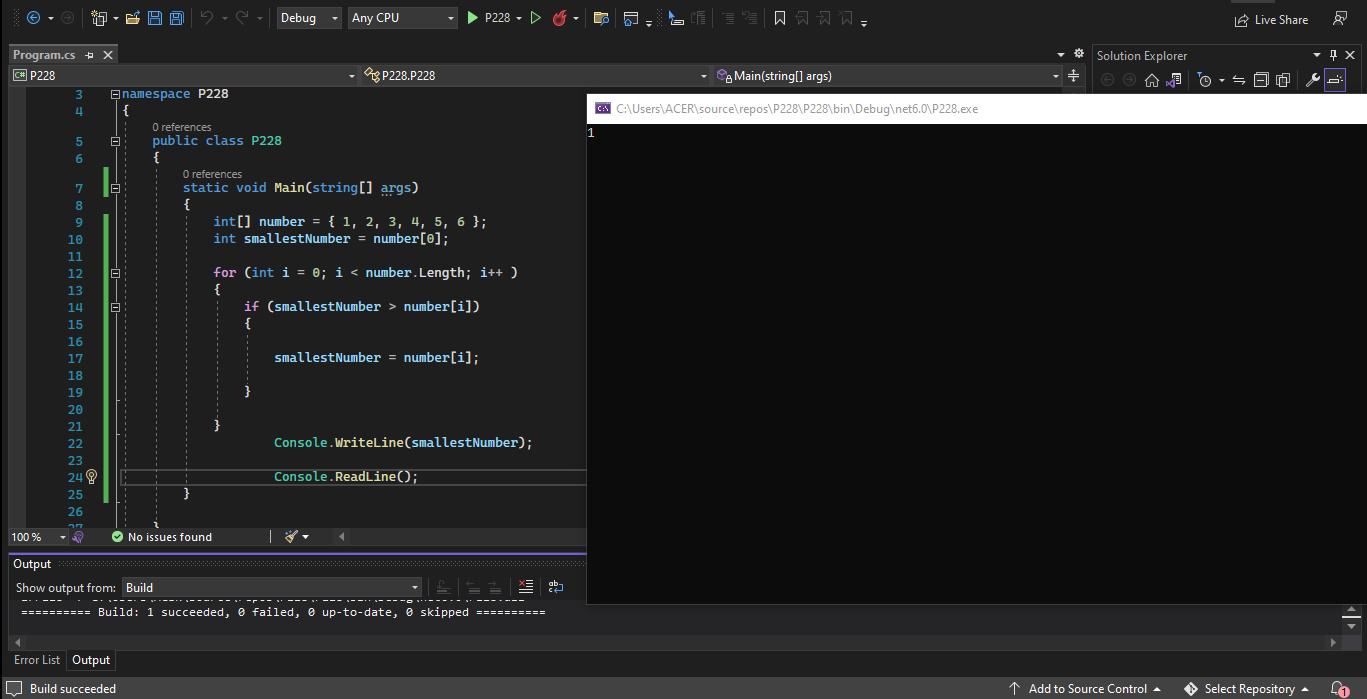 Debug
Any CPU
P228
Live Share
Program.cs
Solution Explorer
C# P228
P228.P228
Main(string[] args)
C:\Users\ACER\source\repos\P228\P228\bin\Debug\net6.0\P228.exe
1
3 namespace P228
4 {
0 references
5 public class P228
6 {
0 references
7 static void Main(string[] args)
8 {
9 int[] number = { 1, 2, 3, 4, 5, 6 };
10 int smallestNumber = number[0];
11
12 for (int i = 0; i < number.Length; i++ )
13 {
14 if (smallestNumber > number[i])
15 {
16
17 smallestNumber = number[i];
18
19 }
20
21 }
22 Console.WriteLine(smallestNumber);
23
24 Console.ReadLine();
25 }
26
27 }
100 %
No issues found
Output
Show output from: Build
========== Build: 1 succeeded, 0 failed, 0 up-to-date, 0 skipped ==========
Error List
Output
Build succeeded
Add to Source Control
Select Repository
1